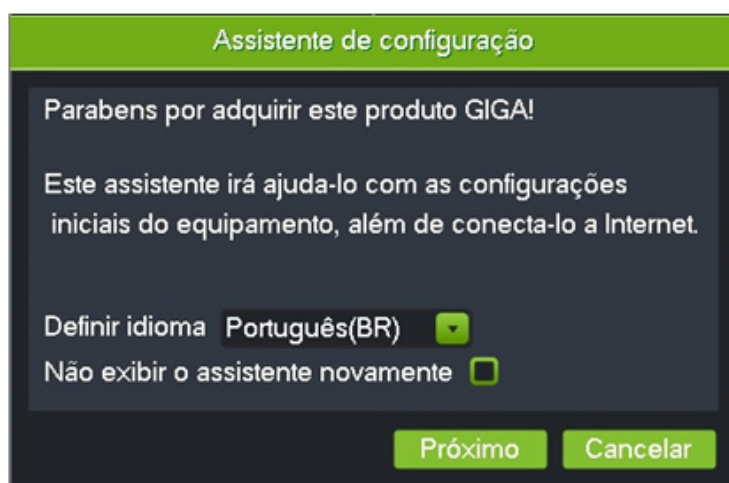 Assistente de configuração
Parabens por adquirir este produto GIGA!
Este assistente irá ajuda-lo com as configurações
iniciais do equipamento, além de conecta-lo a Internet.
Definir idioma Português(BR)
Não exibir o assistente novamente
Próximo Cancelar